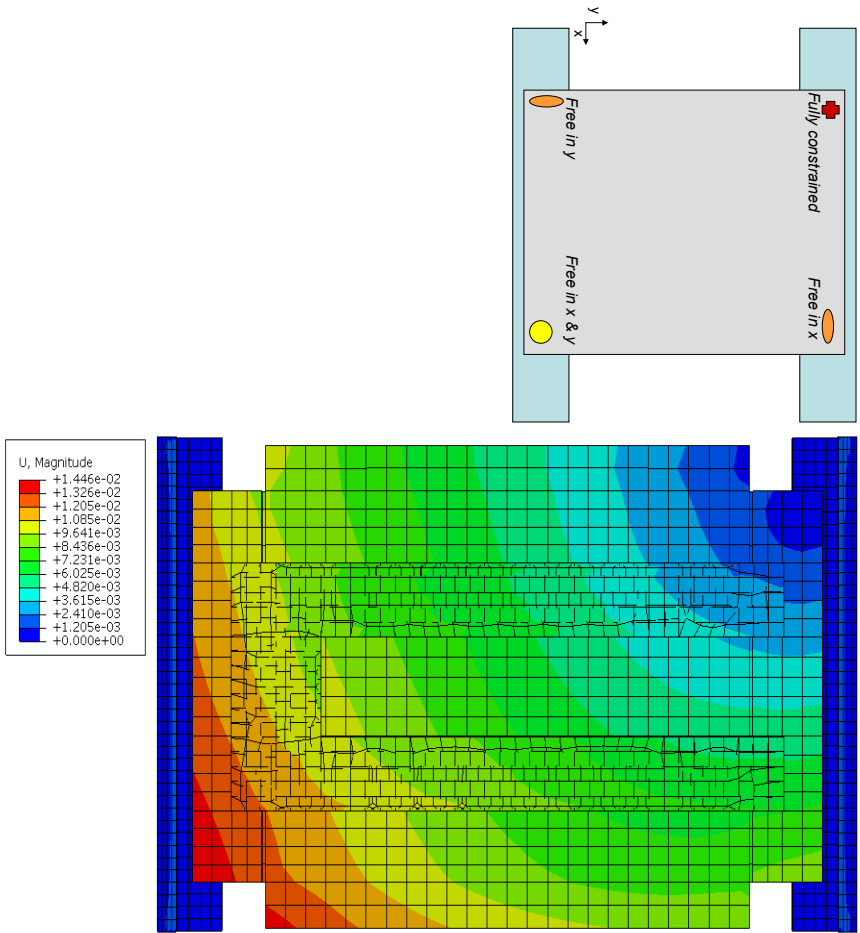 y
x
Fully constrained
Free in y
Free in x
Free in x & y
U, Magnitude
+1.446e-02
+1.326e-02
+1.205e-02
+1.085e-02
+9.641e-03
+8.436e-03
+7.231e-03
+6.025e-03
+4.820e-03
+3.615e-03
+2.410e-03
+1.205e-03
+0.000e+00